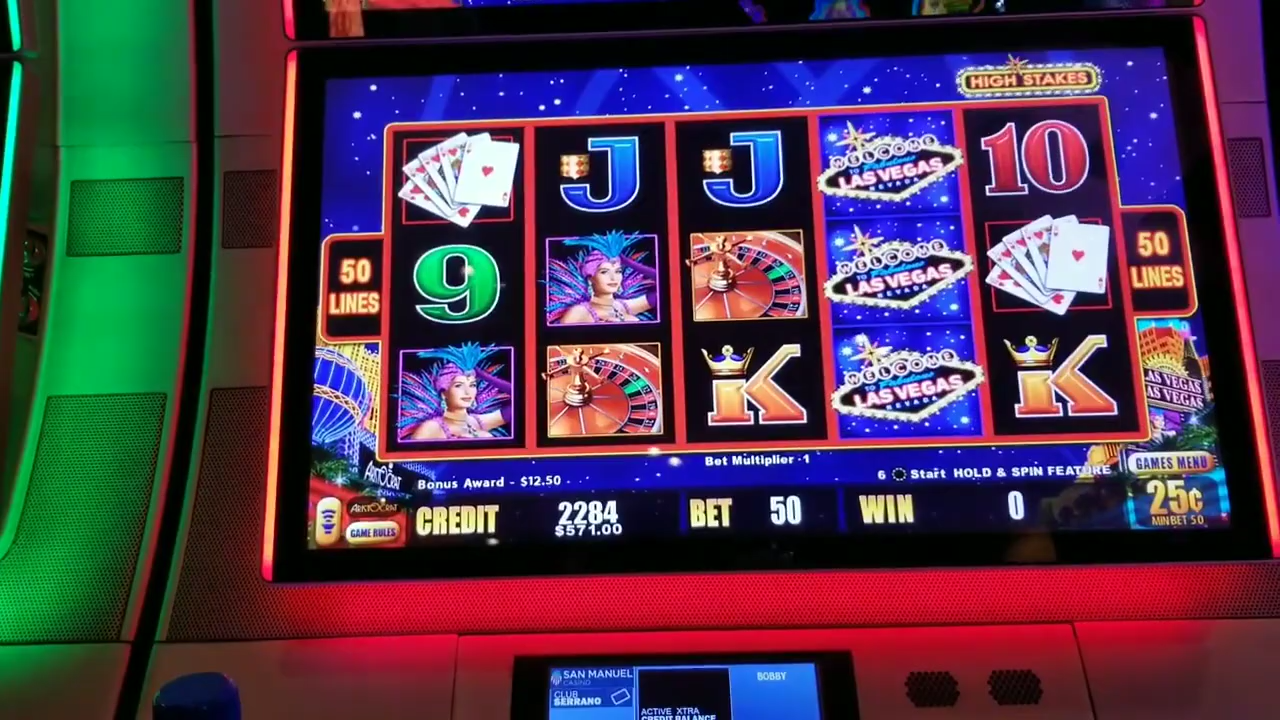 HIGH STAKES
J
J
WELCOME
TO Fabulous
LAS VEGAS
NEVADA
10
50
LINES
9
WELCOME
TO Fabulous
LAS VEGAS
NEVADA
50
LINES
K
WELCOME
TO Fabulous
LAS VEGAS
NEVADA
K
LAS VEGAS
LAS VEGAS
ARISTOCRAT
Bet Multiplier - 1
Bonus Award - $12.50
6 Start HOLD & SPIN FEATURE
GAMES MENU
ARISTOCRAT
GAME RULES
CREDIT
2284
$571.00
BET 50
WIN 0
25¢
MIN BET 50
SAN MANUEL
CASINO
CLUB
SERRANO
BOBBY
ACTIVE XTRA
CREDIT BALANCE